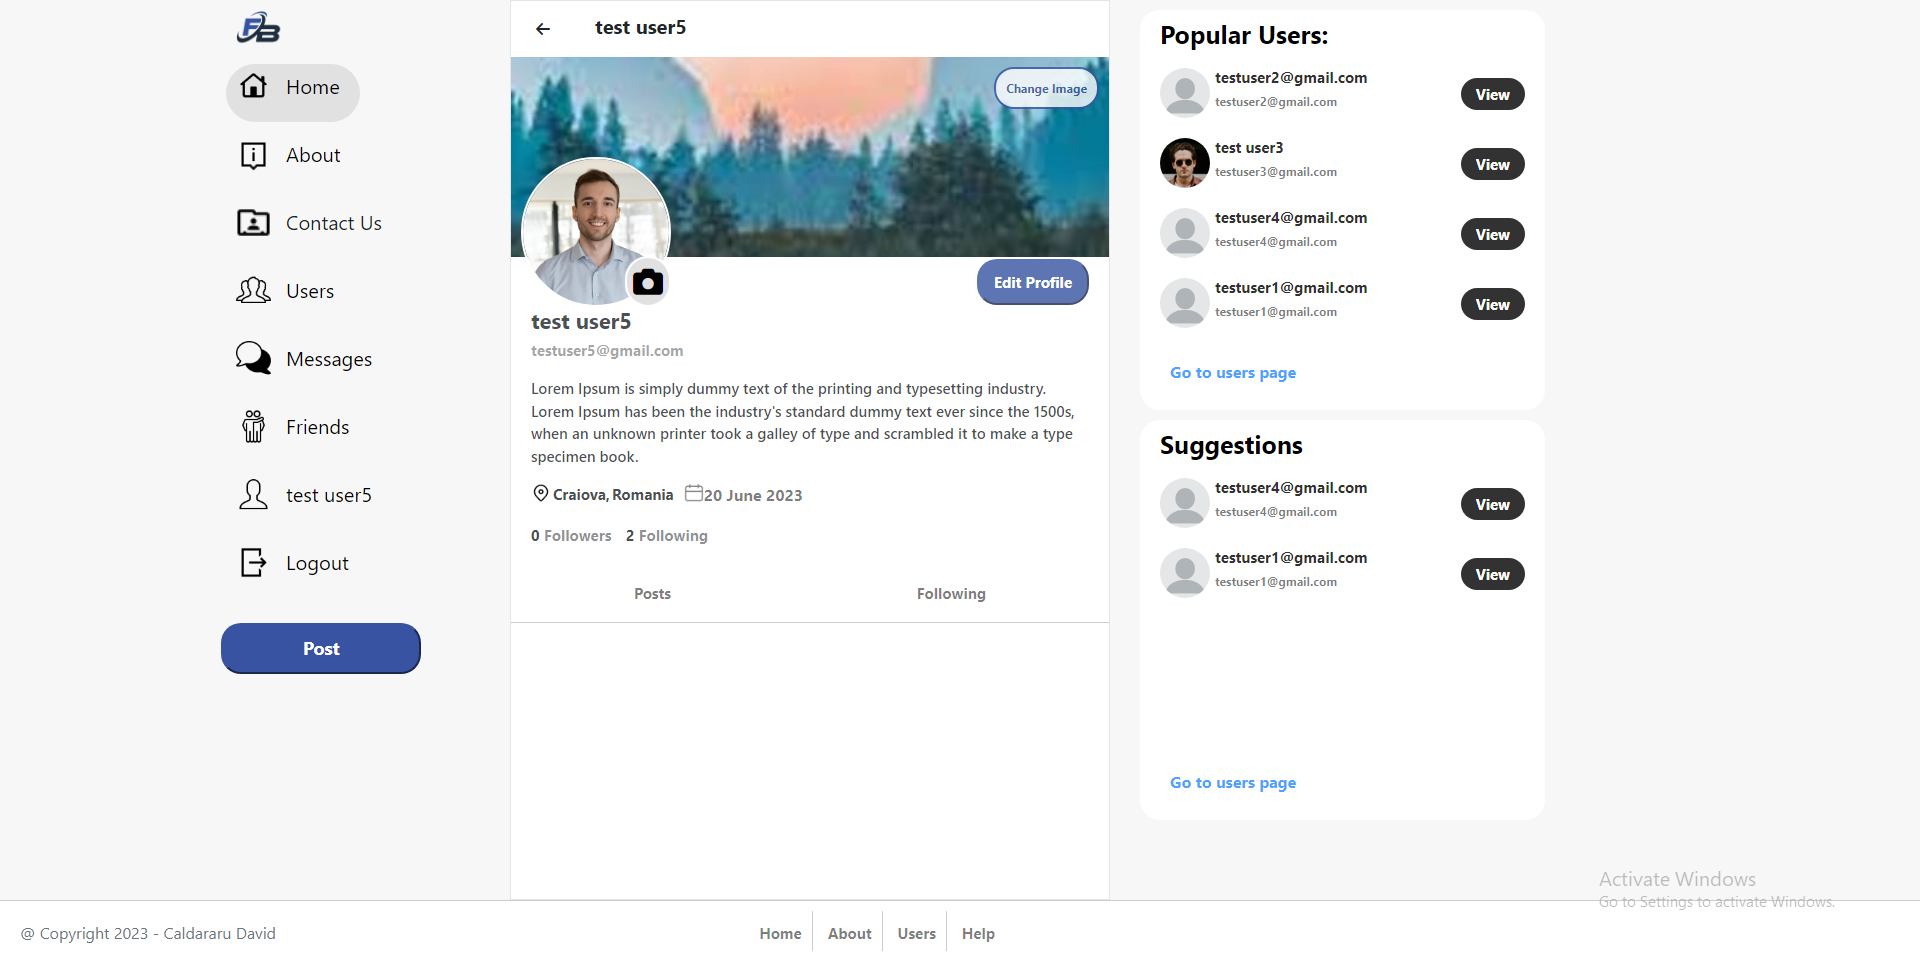 FB
Home
About
Contact Us
Users
Messages
Friends
test user5
Logout
Post
test user5
Change Image
Edit Profile
test user5
testuser5@gmail.com
Lorem Ipsum is simply dummy text of the printing and typesetting industry.
Lorem Ipsum has been the industry's standard dummy text ever since the 1500s,
when an unknown printer took a galley of type and scrambled it to make a type
specimen book.
Craiova, Romania 20 June 2023
0 Followers 2 Following
Posts Following
Popular Users:
testuser2@gmail.com
testuser2@gmail.com
View
test user3
testuser3@gmail.com
View
testuser4@gmail.com
testuser4@gmail.com
View
testuser1@gmail.com
testuser1@gmail.com
View
Go to users page
Suggestions
testuser4@gmail.com
testuser4@gmail.com
View
testuser1@gmail.com
testuser1@gmail.com
View
Go to users page
Activate Windows
Go to Settings to activate Windows.
@ Copyright 2023 - Caldararu David
Home About Users Help